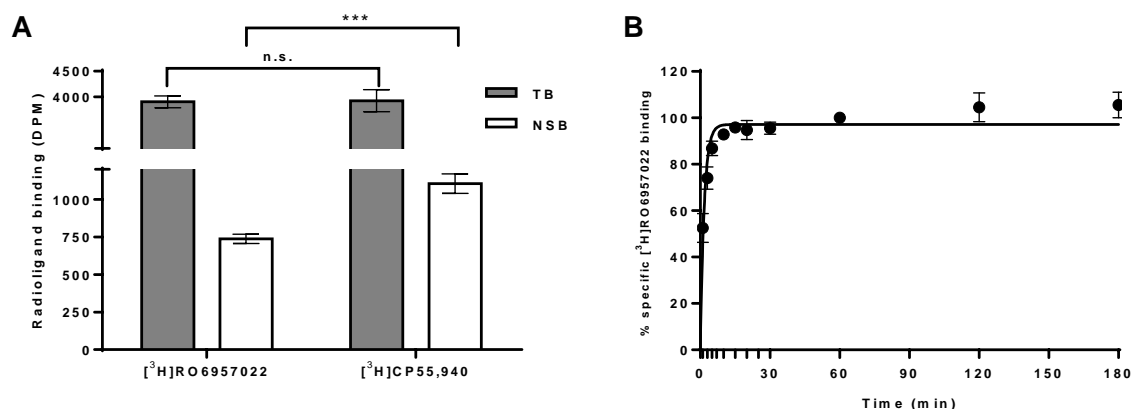 A
***
n.s.
Radioligand binding (DPM)
4500
4000
1000
750
500
250
0
TB
NSB
[³H]RO6957022
[³H]CP55,940
B
% specific [³H]RO6957022 binding
120
100
80
60
40
20
0
0 30 60 90 120 150 180
Time (min)